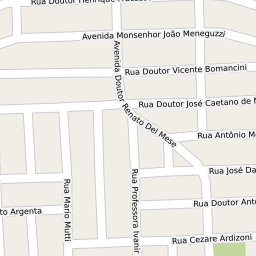 Rua Doutor Henrique
Avenida Monsenhor João Meneguzzi
Rua Doutor Vicente Bomancini
Avenida Doutor Renato Del Mese
Rua Doutor José Caetano de M
Rua Antônio M
Rua José Da
Rua Mario Mutti
Rua Professora Ivanir
Rua Doutor Anto
to Argenta
Rua Cezare Ardizoni